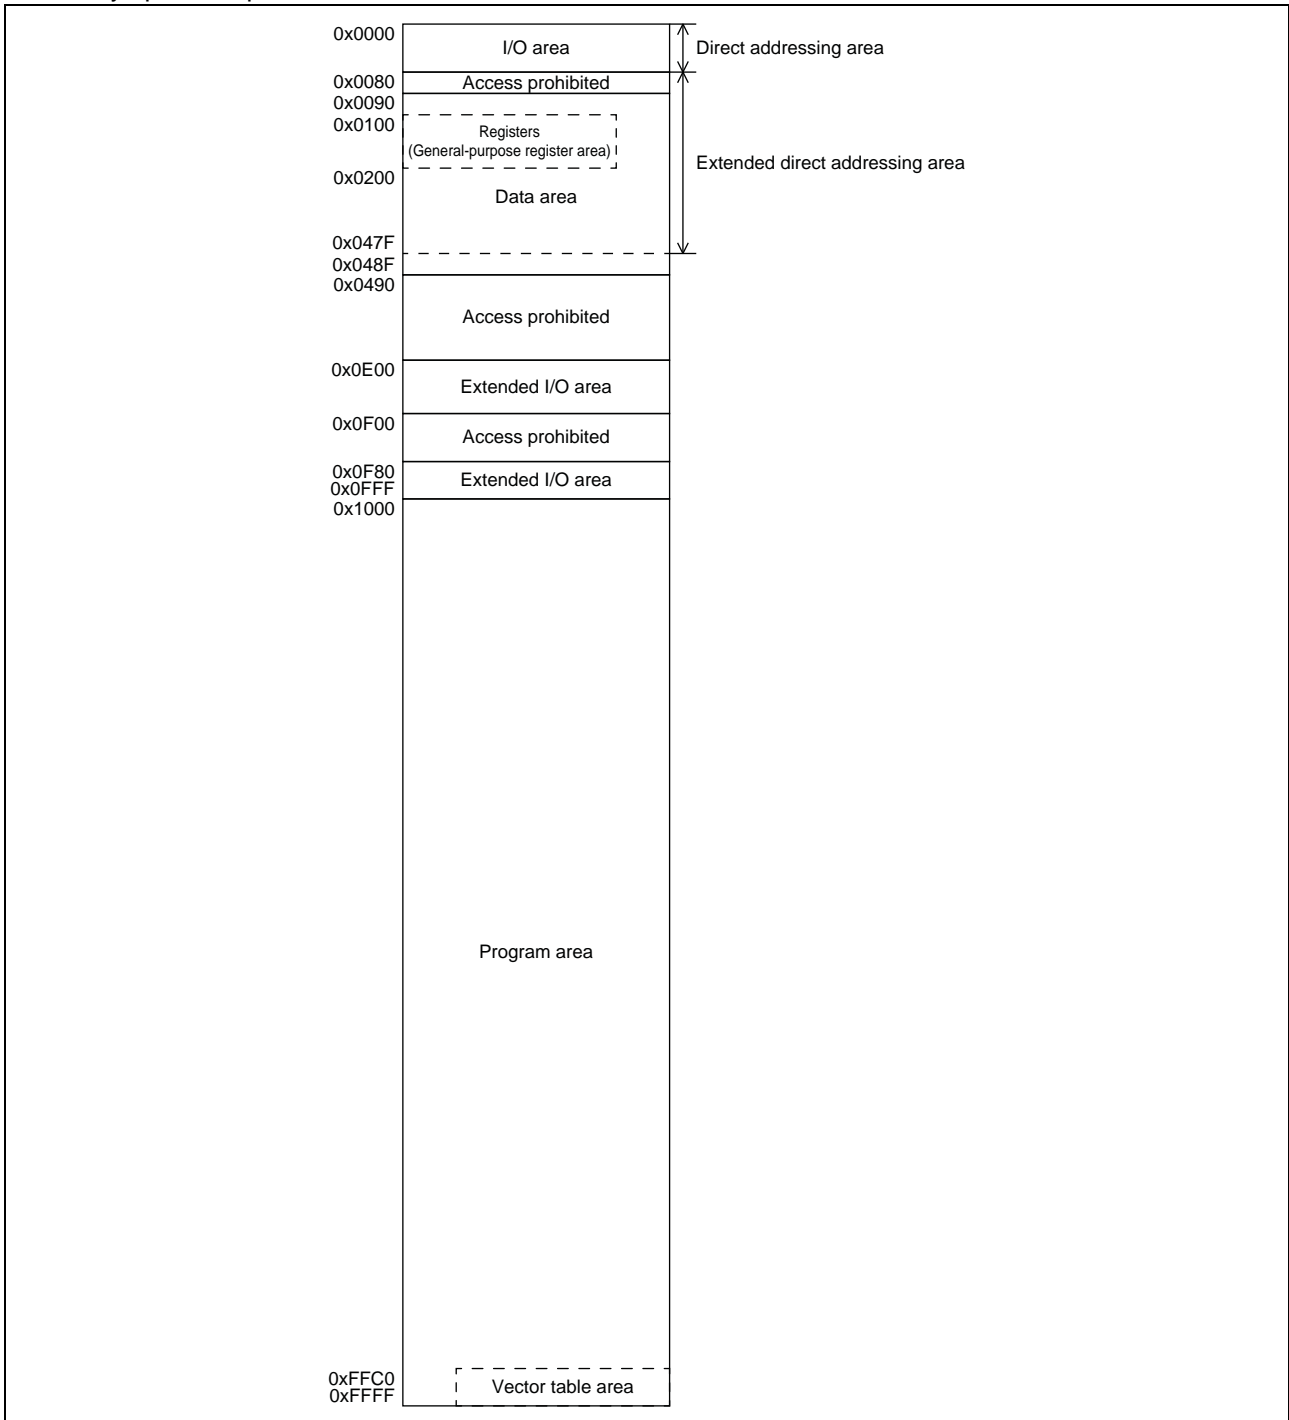 0x0000
I/O area
Direct addressing area
0x0080
Access prohibited
0x0090
0x0100
Registers
(General-purpose register area)
Extended direct addressing area
0x0200
Data area
0x047F
0x048F
0x0490
Access prohibited
0x0E00
Extended I/O area
0x0F00
Access prohibited
0x0F80
Extended I/O area
0x0FFF
0x1000
Program area
0xFFC0
Vector table area
0xFFFF